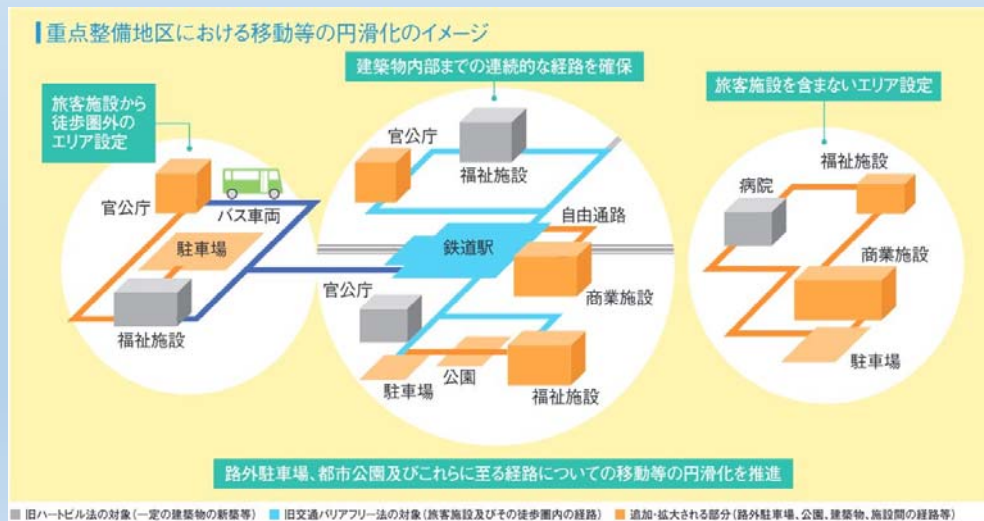 重点整備地区における移動等の円滑化のイメージ
建築物内部までの連続的な経路を確保
旅客施設から
徒歩圏外の
エリア設定
旅客施設を含まないエリア設定
官公庁
バス車両
駐車場
福祉施設
官公庁
福祉施設
自由通路
鉄道駅
商業施設
官公庁
駐車場
公園
福祉施設
福祉施設
病院
商業施設
駐車場
路外駐車場、都市公園及びこれらに至る経路についての移動等の円滑化を推進
旧ハートビル法の対象(一定の建築物の新築等) 旧交通バリアフリー法の対象(旅客施設及びその徒歩圏内の経路) 追加・拡大される部分(路外駐車場、公園、建築物、施設間の経路等)